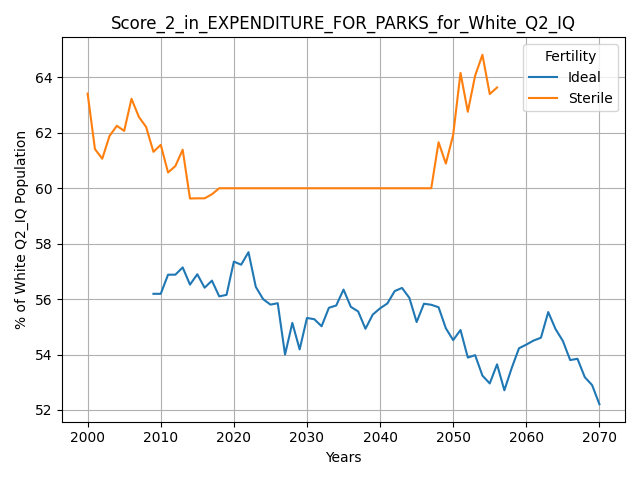 Score_2_in_EXPENDITURE_FOR_PARKS_for_White_Q2_IQ
% of White Q2_IQ Population
64
62
60
58
56
54
52
Fertility
Ideal
Sterile
2000 2010 2020 2030 2040 2050 2060 2070
Years